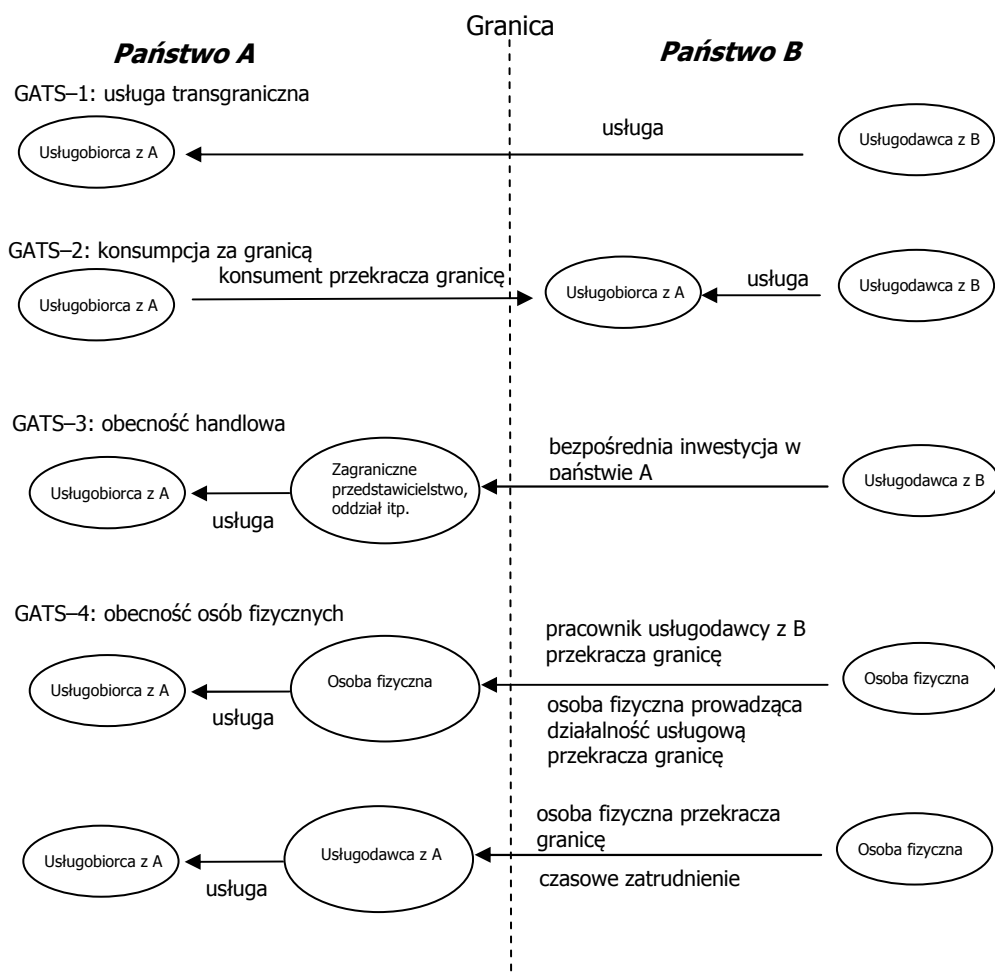 Granica
Państwo A
Państwo B
GATS–1: usługa transgraniczna
Usługobiorca z A
usługa
Usługodawca z B
GATS–2: konsumpcja za granicą
konsument przekracza granicę
Usługobiorca z A
Usługobiorca z A
usługa
Usługodawca z B
GATS–3: obecność handlowa
Usługobiorca z A
usługa
Zagraniczne
przedstawicielstwo,
oddział itp.
bezpośrednia inwestycja w
państwie A
Usługodawca z B
GATS–4: obecność osób fizycznych
Usługobiorca z A
usługa
Osoba fizyczna
pracownik usługodawcy z B
przekracza granicę
osoba fizyczna prowadząca
działalność usługową
przekracza granicę
Osoba fizyczna
Usługobiorca z A
usługa
Usługodawca z A
osoba fizyczna przekracza
granicę
czasowe zatrudnienie
Osoba fizyczna